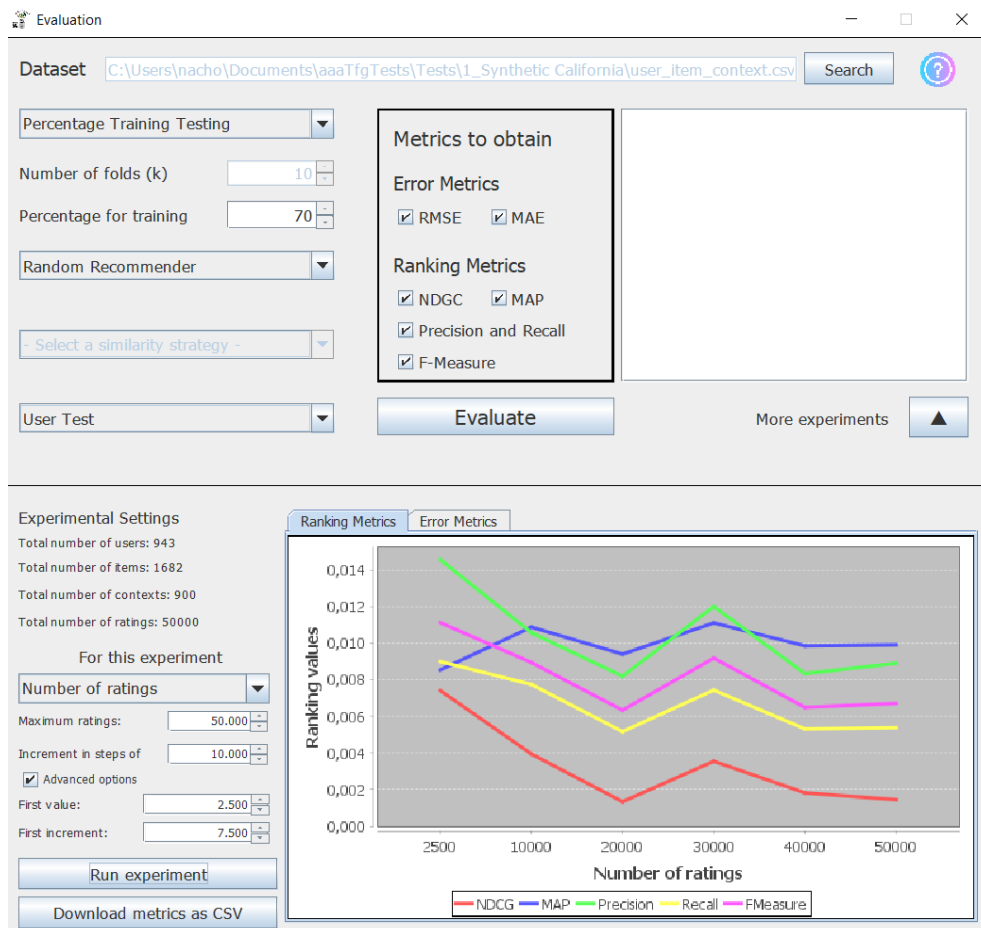 Evaluation
Dataset C:\Users\nacho\Documents\aaaTfgTests\Tests\1_Synthetic California\user_item_context.csv Search ?
Percentage Training Testing
Number of folds (k) 10
Percentage for training 70
Random Recommender
- Select a similarity strategy -
User Test
Metrics to obtain
Error Metrics
RMSE MAE
Ranking Metrics
NDGC MAP
Precision and Recall
F-Measure
Evaluate
More experiments ▲
Experimental Settings
Total number of users: 943
Total number of items: 1682
Total number of contexts: 900
Total number of ratings: 50000
For this experiment
Number of ratings
Maximum ratings: 50.000
Increment in steps of 10.000
Advanced options
First value: 2.500
First increment: 7.500
Run experiment
Download metrics as CSV
Ranking Metrics Error Metrics
Ranking values
0,014
0,012
0,010
0,008
0,006
0,004
0,002
0,000
2500 10000 20000 30000 40000 50000
Number of ratings
NDCG MAP Precision Recall FMeasure